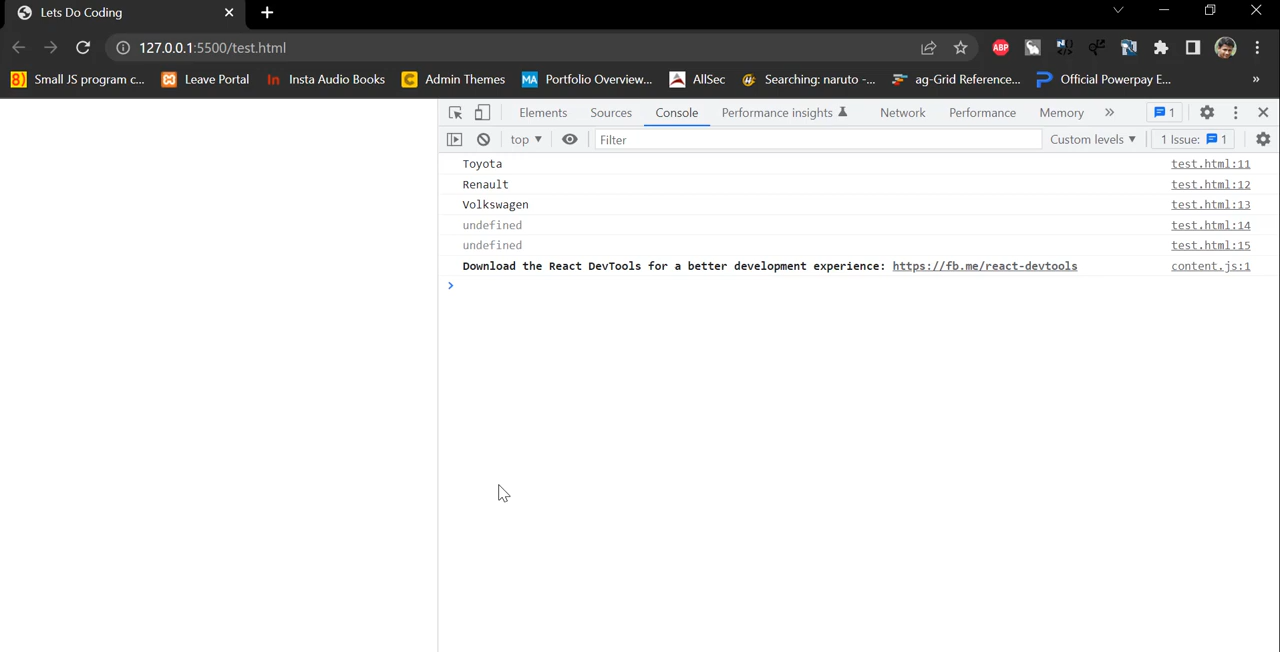 Lets Do Coding
127.0.0.1:5500/test.html
ABP
8) Small JS program c... Leave Portal In Insta Audio Books C Admin Themes MA Portfolio Overview... AllSec Searching: naruto -... ag-Grid Reference... Official Powerpay E... »
Elements Sources Console Performance insights Network Performance Memory » 1
top ▼ Filter Custom levels ▼ 1 Issue: 1
Toyota test.html:11
Renault test.html:12
Volkswagen test.html:13
undefined test.html:14
undefined test.html:15
Download the React DevTools for a better development experience: https://fb.me/react-devtools content.js:1
>